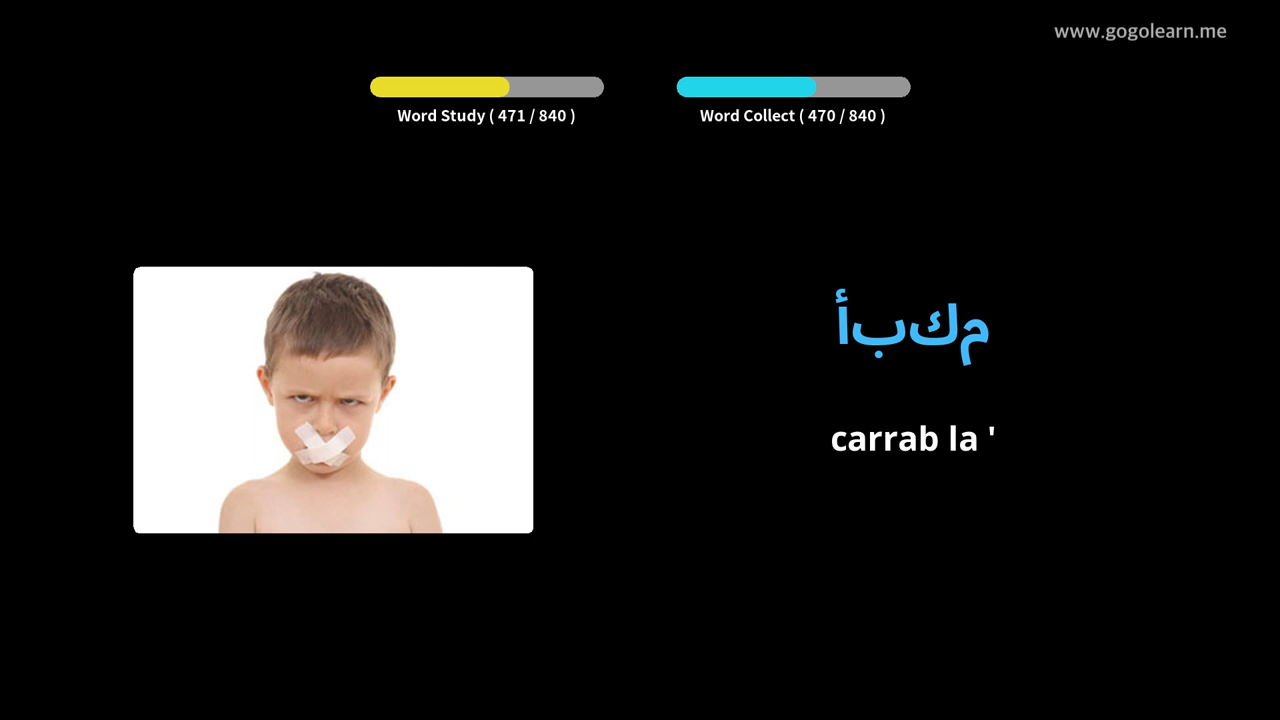 www.gogolearn.me
Word Study ( 471 / 840 )
Word Collect ( 470 / 840 )
أبكم
carrab la '